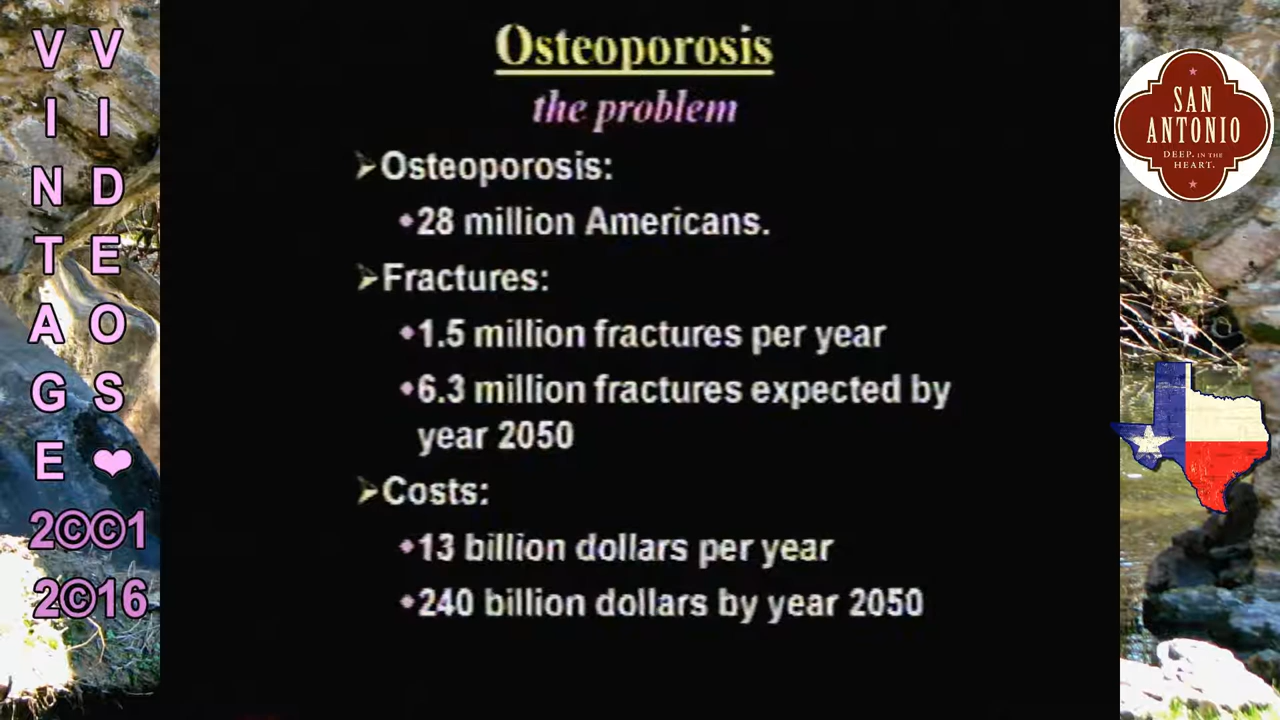 VINTAGE
VIDEOS❤
2©©1
2©16
Osteoporosis
the problem
➢Osteoporosis:
•28 million Americans.
➢Fractures:
•1.5 million fractures per year
•6.3 million fractures expected by
year 2050
➢Costs:
•13 billion dollars per year
•240 billion dollars by year 2050
SAN
ANTONIO
DEEP. IN THE
HEART.